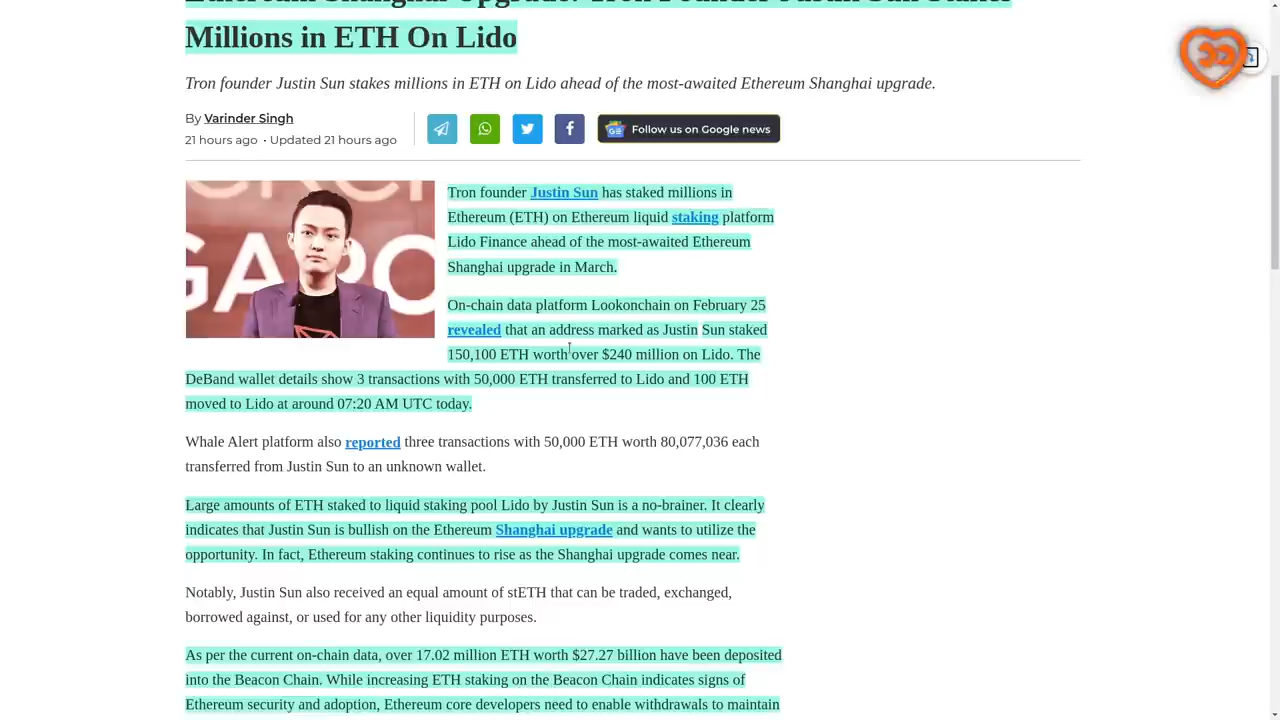 Ethereum Shanghai Upgrade: Tron Founder Justin Sun Stakes
Millions in ETH On Lido
Tron founder Justin Sun stakes millions in ETH on Lido ahead of the most-awaited Ethereum Shanghai upgrade.
By Varinder Singh
21 hours ago • Updated 21 hours ago
Follow us on Google news
GAPO
Tron founder Justin Sun has staked millions in
Ethereum (ETH) on Ethereum liquid staking platform
Lido Finance ahead of the most-awaited Ethereum
Shanghai upgrade in March.
On-chain data platform Lookonchain on February 25
revealed that an address marked as Justin Sun staked
150,100 ETH worth over $240 million on Lido. The
DeBand wallet details show 3 transactions with 50,000 ETH transferred to Lido and 100 ETH
moved to Lido at around 07:20 AM UTC today.
Whale Alert platform also reported three transactions with 50,000 ETH worth 80,077,036 each
transferred from Justin Sun to an unknown wallet.
Large amounts of ETH staked to liquid staking pool Lido by Justin Sun is a no-brainer. It clearly
indicates that Justin Sun is bullish on the Ethereum Shanghai upgrade and wants to utilize the
opportunity. In fact, Ethereum staking continues to rise as the Shanghai upgrade comes near.
Notably, Justin Sun also received an equal amount of stETH that can be traded, exchanged,
borrowed against, or used for any other liquidity purposes.
As per the current on-chain data, over 17.02 million ETH worth $27.27 billion have been deposited
into the Beacon Chain. While increasing ETH staking on the Beacon Chain indicates signs of
Ethereum security and adoption, Ethereum core developers need to enable withdrawals to maintain